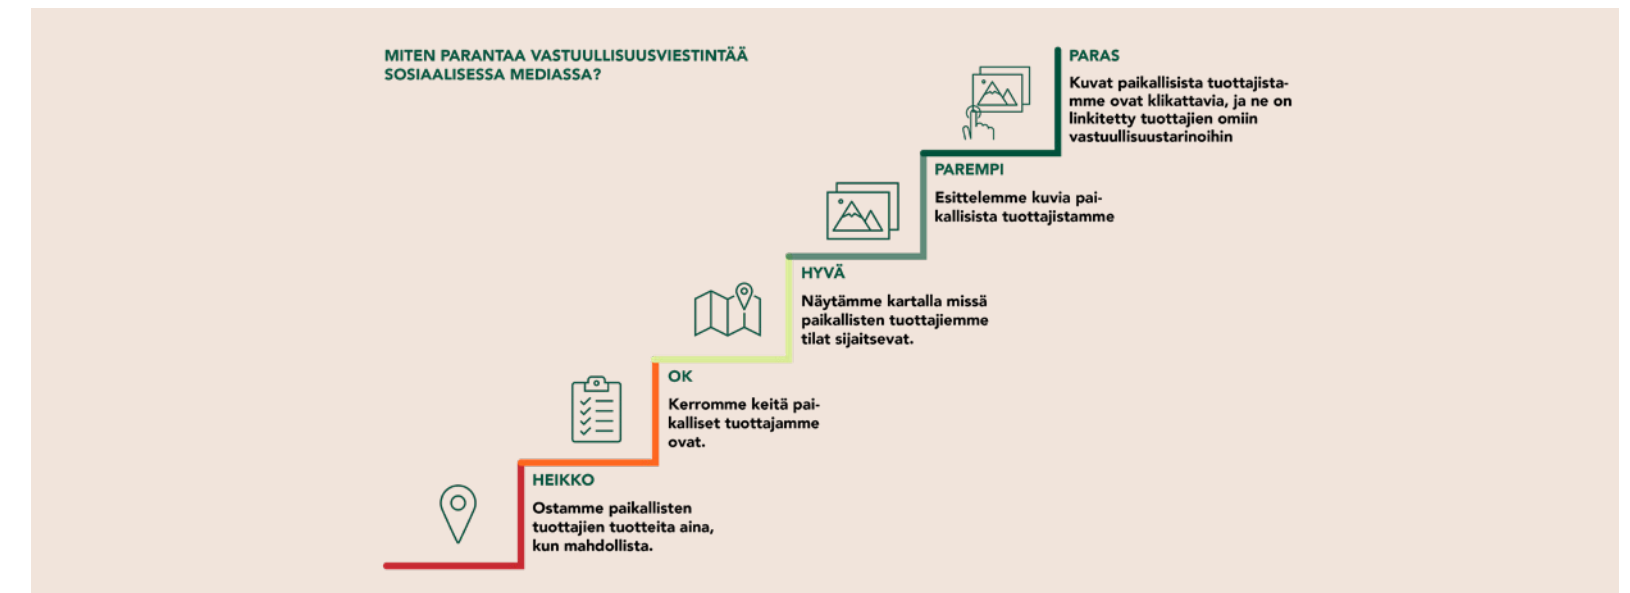 MITEN PARANTAA VASTUULLISUUSVIESTINTÄÄ
SOSIAALISESSA MEDIASSA?
PARAS
Kuvat paikallisista tuottajista-
mme ovat klikattavia, ja ne on
linkitetty tuottajien omiin
vastuullisuustarinoihin
PAREMPI
Esittelemme kuvia pai-
kallisista tuottajistamme
HYVÄ
Näytämme kartalla missä
paikallisten tuottajiemme
tilat sijaitsevat.
OK
Kerromme keitä pai-
kalliset tuottajamme
ovat.
HEIKKO
Ostamme paikallisten
tuottajien tuotteita aina,
kun mahdollista.